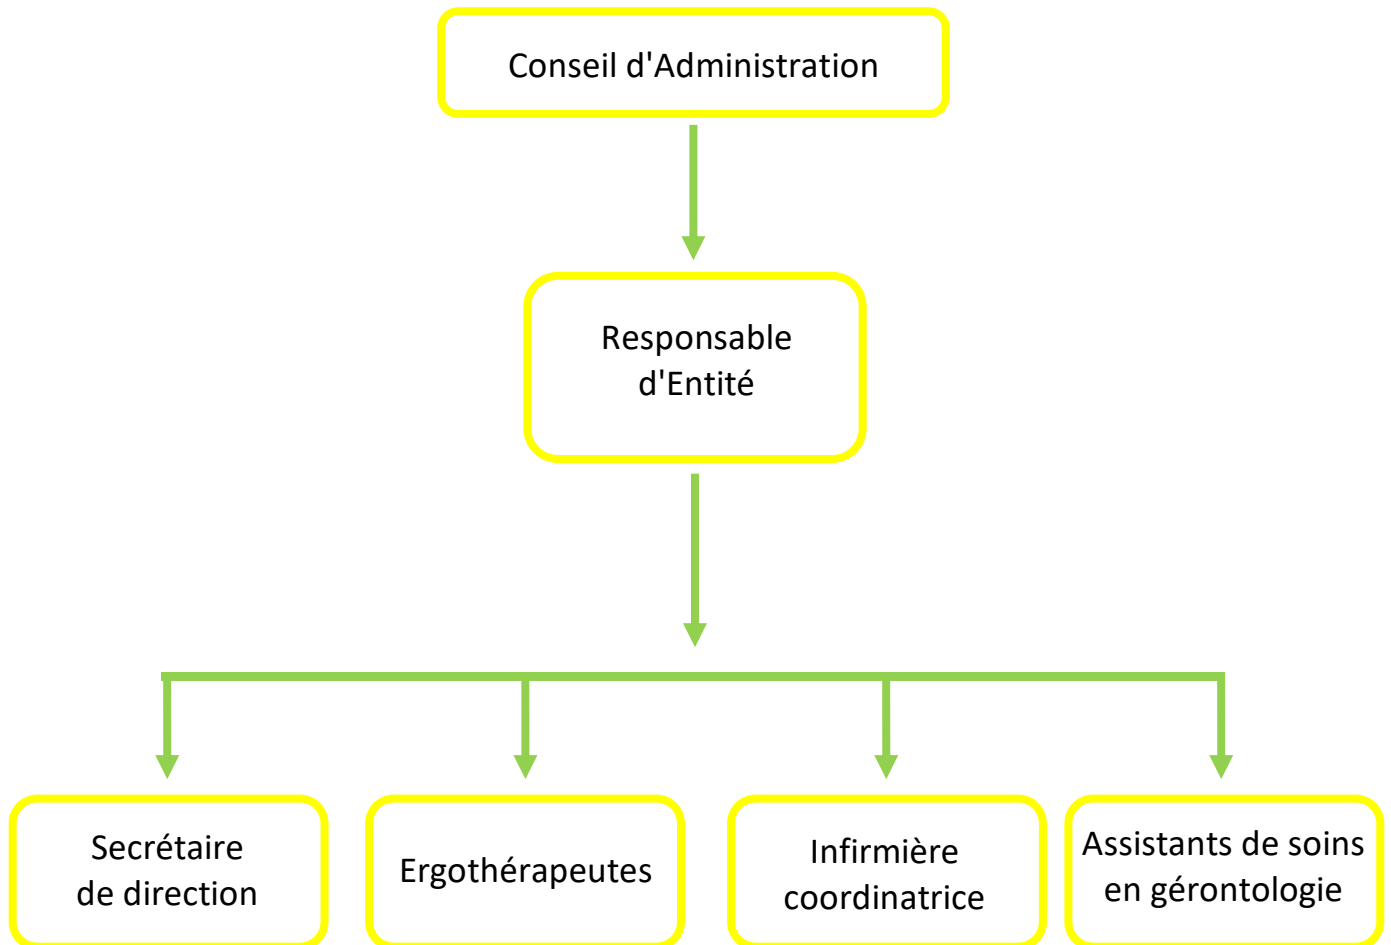 Conseil d'Administration
Responsable
d'Entité
Secrétaire
de direction
Ergothérapeutes
Infirmière
coordinatrice
Assistants de soins
en gérontologie